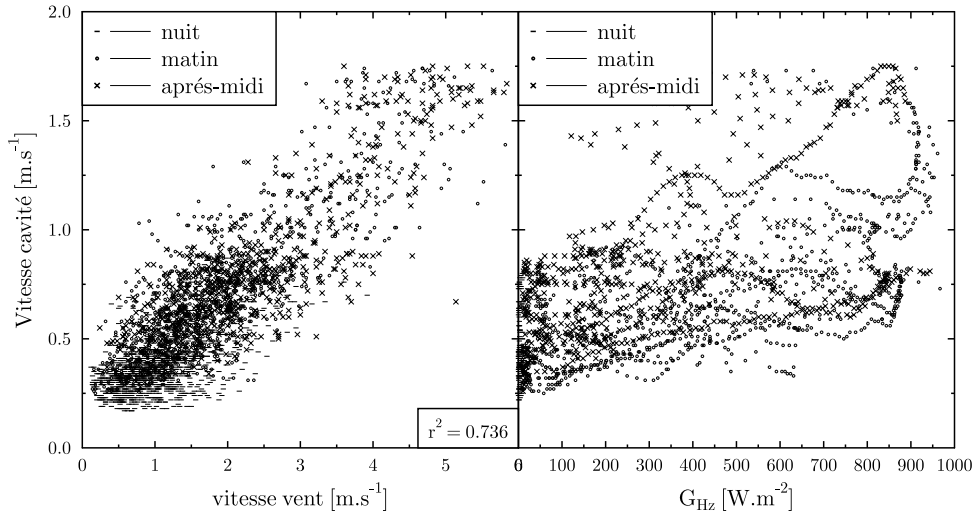 2.0
1.5
1.0
0.5
0.0
Vitesse cavité [m.s⁻¹]
nuit
matin
aprés-midi
r² = 0.736
0 1 2 3 4 5
vitesse vent [m.s⁻¹]
nuit
matin
aprés-midi
0 100 200 300 400 500 600 700 800 900 1000
G_Hz [W.m⁻²]